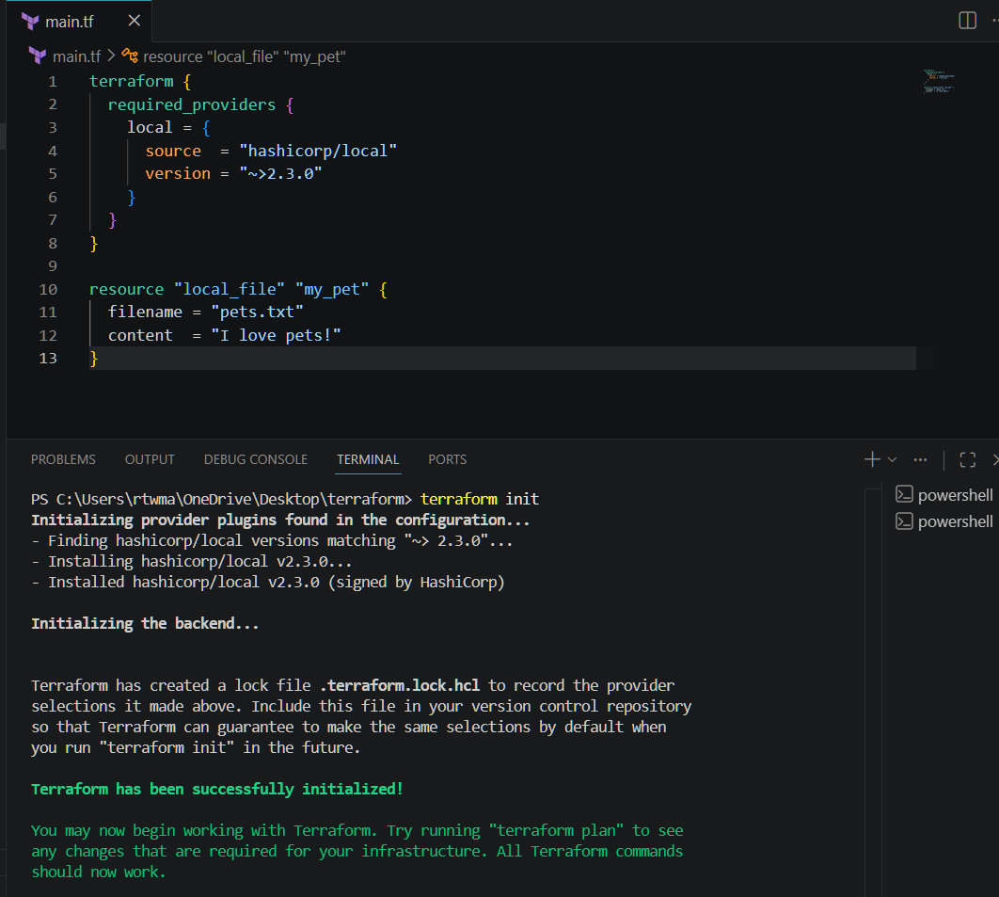 main.tf
main.tf > resource "local_file" "my_pet"
1 terraform {
2   required_providers {
3     local = {
4       source  = "hashicorp/local"
5       version = "~>2.3.0"
6     }
7   }
8 }
9
10 resource "local_file" "my_pet" {
11   filename = "pets.txt"
12   content  = "I love pets!"
13 }
PROBLEMS OUTPUT DEBUG CONSOLE TERMINAL PORTS
powershell
powershell
PS C:\Users\rtwma\OneDrive\Desktop\terraform> terraform init
Initializing provider plugins found in the configuration...
- Finding hashicorp/local versions matching "~> 2.3.0"...
- Installing hashicorp/local v2.3.0...
- Installed hashicorp/local v2.3.0 (signed by HashiCorp)
Initializing the backend...
Terraform has created a lock file .terraform.lock.hcl to record the provider
selections it made above. Include this file in your version control repository
so that Terraform can guarantee to make the same selections by default when
you run "terraform init" in the future.
Terraform has been successfully initialized!
You may now begin working with Terraform. Try running "terraform plan" to see
any changes that are required for your infrastructure. All Terraform commands
should now work.